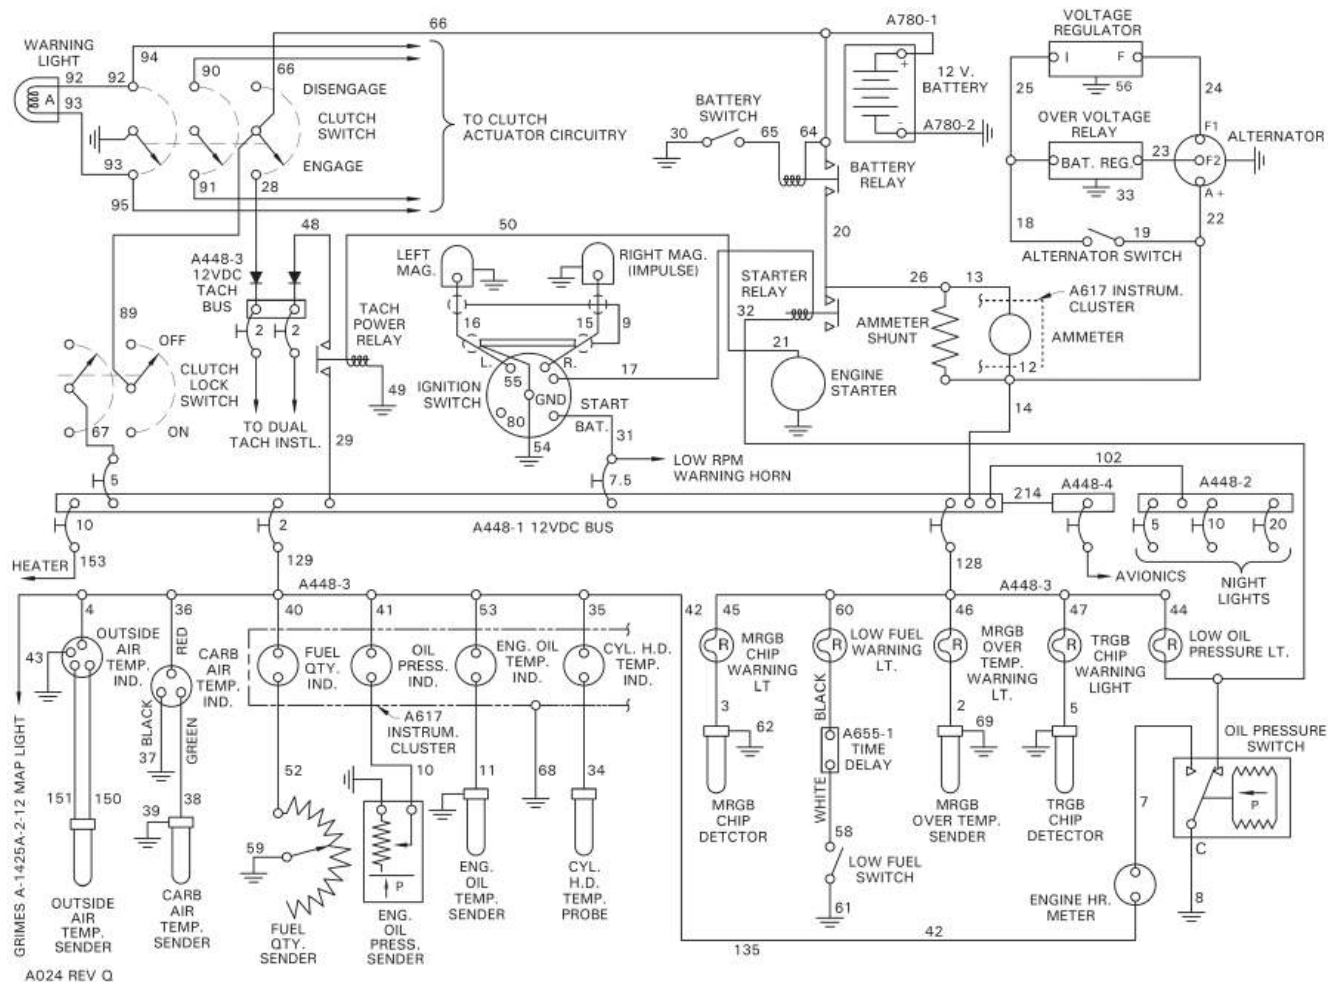 66
A780-1
VOLTAGE
REGULATOR
WARNING
LIGHT
94
92
92
90
66
DISENGAGE
A
93
CLUTCH
SWITCH
TO CLUTCH
ACTUATOR CIRCUITRY
93
ENGAGE
95
91
28
BATTERY
SWITCH
30
65
64
+
12 V.
BATTERY
-
A780-2
BATTERY
RELAY
I
F
56
25
24
OVER VOLTAGE
RELAY
F1
ALTERNATOR
BAT. REG.
23
F2
33
A+
18
19
22
ALTERNATOR SWITCH
48
50
20
A448-3
12VDC
TACH
BUS
2
2
LEFT
MAG.
RIGHT MAG.
(IMPULSE)
TACH
POWER
RELAY
16
15
9
STARTER
RELAY
32
26
13
A617 INSTRUM.
CLUSTER
AMMETER
SHUNT
AMMETER
12
89
OFF
CLUTCH
LOCK
SWITCH
ON
67
5
TO DUAL
TACH INSTL.
49
29
L.
R.
55
IGNITION
SWITCH
GND
80
START
BAT.
54
17
21
ENGINE
STARTER
31
LOW RPM
WARNING HORN
7.5
14
102
214
A448-4
A448-2
A448-1 12VDC BUS
10
2
5
10
20
HEATER
153
129
128
AVIONICS
NIGHT
LIGHTS
A448-3
A448-3
4
36
40
41
53
35
42
45
60
46
47
44
RED
43
OUTSIDE
AIR
TEMP.
IND.
CARB
AIR
TEMP.
IND.
FUEL
QTY.
IND.
OIL
PRESS.
IND.
ENG. OIL
TEMP.
IND.
CYL. H.D.
TEMP.
IND.
R
MRGB
CHIP
WARNING
LT
R
LOW FUEL
WARNING LT.
R
MRGB
OVER
TEMP.
WARNING
LT.
R
TRGB
CHIP
WARNING
LIGHT
R
LOW OIL
PRESSURE LT.
BLACK
GREEN
37
A617
INSTRUM.
CLUSTER
BLACK
3
62
2
69
5
A655-1
TIME
DELAY
OIL PRESSURE
SWITCH
GRIMES A-1425A-2-12 MAP LIGHT
151
150
39
38
52
10
11
68
34
WHITE
7
P
MRGB
CHIP
DETCTOR
MRGB
OVER TEMP.
SENDER
TRGB
CHIP
DETECTOR
59
58
C
P
LOW FUEL
SWITCH
61
ENGINE HR.
METER
8
OUTSIDE
AIR
TEMP.
SENDER
CARB
AIR
TEMP.
SENDER
FUEL
QTY.
SENDER
ENG.
OIL
PRESS.
SENDER
ENG.
OIL
TEMP.
SENDER
CYL.
H.D.
TEMP.
PROBE
42
135
A024 REV Q